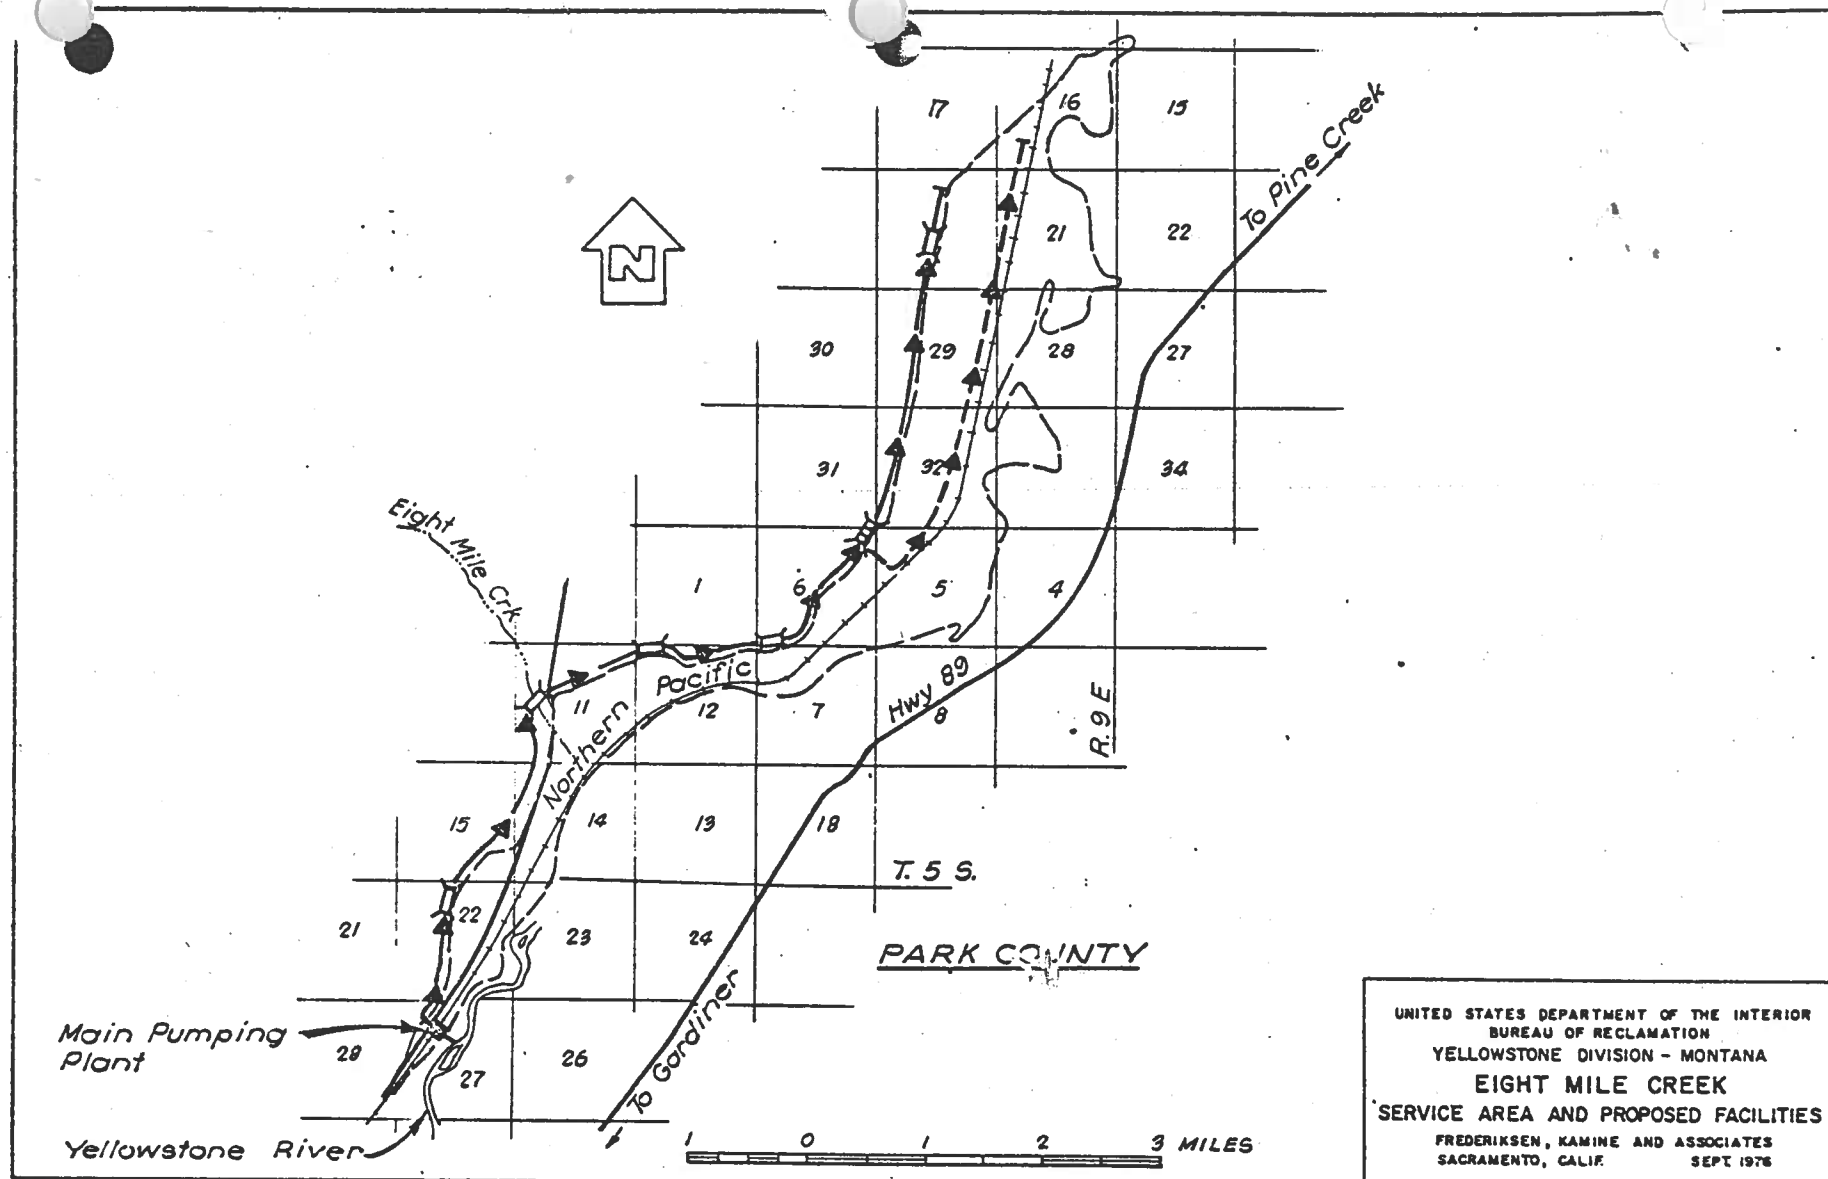 17
16
15
To Pine Creek
N
21
22
30
29
28
27
31
32
34
Eight Mile Crk
1
6
5
4
Pacific
Northern
11
12
7
Hwy 89
8
R. 9 E
15
14
13
18
T. 5 S.
21
22
23
24
PARK COUNTY
To Gardiner
Main Pumping
Plant
28
27
26
Yellowstone River
1 0 1 2 3 MILES
UNITED STATES DEPARTMENT OF THE INTERIOR
BUREAU OF RECLAMATION
YELLOWSTONE DIVISION - MONTANA
EIGHT MILE CREEK
SERVICE AREA AND PROPOSED FACILITIES
FREDERIKSEN, KAMINE AND ASSOCIATES
SACRAMENTO, CALIF. SEPT. 1976